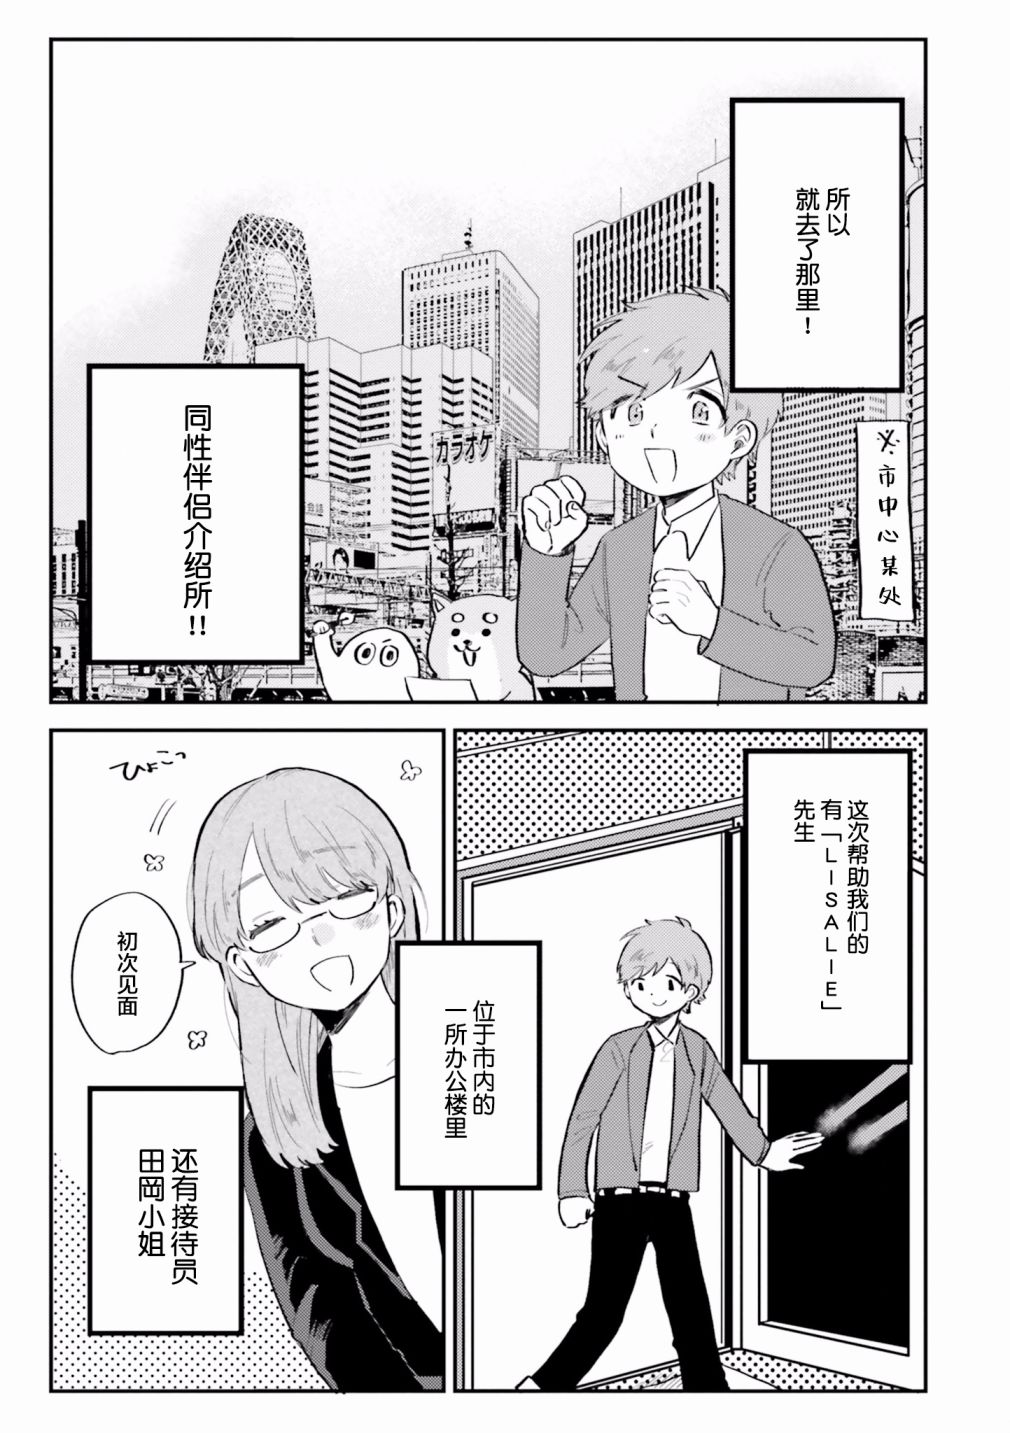 所以
就去了那里！
※市中心某处
同性伴侣介绍所!!
カラオケ
会話
这次帮助我们的
有「LISALIE」
先生
位于市内的
一所办公楼里
ひょこっ
初次见面
还有接待员
田岡小姐